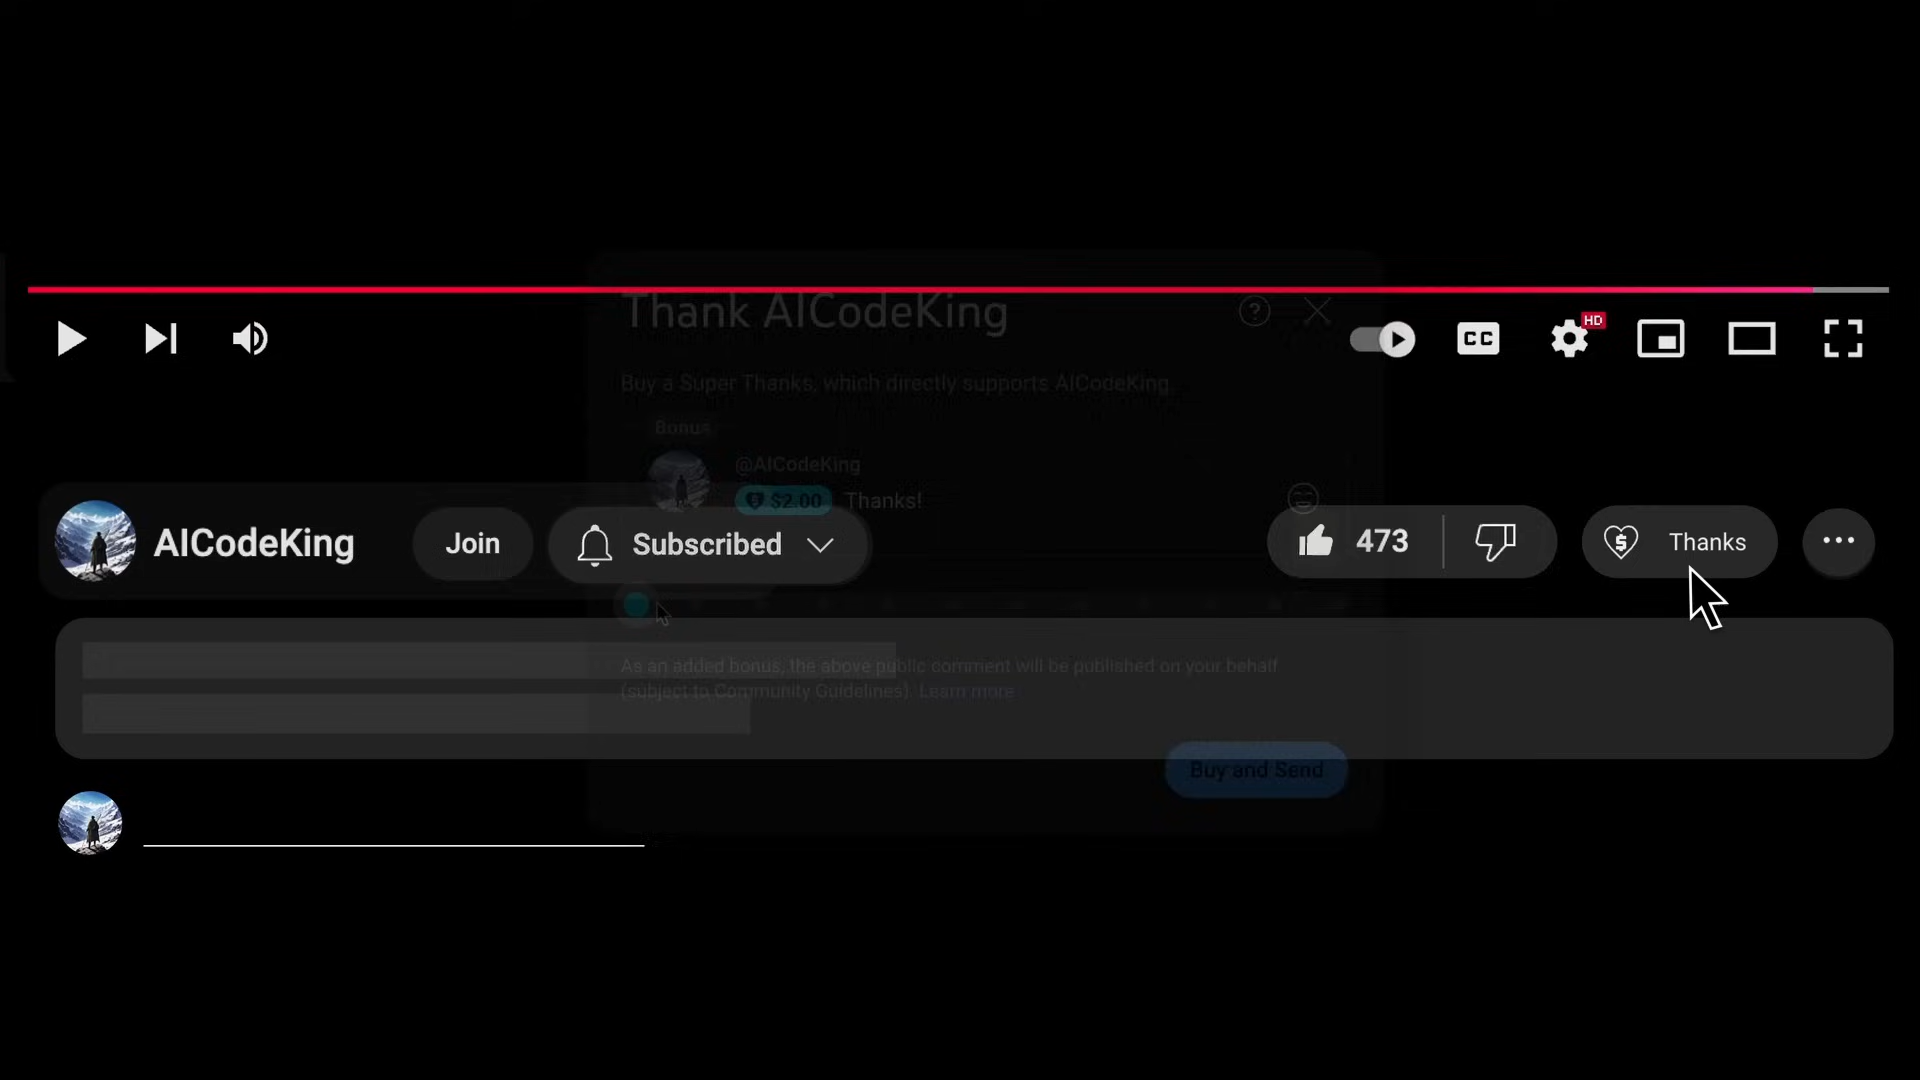 Thank AICodeKing
HD
CC
Buy a Super Thanks, which directly supports AICodeKing.
Bonus
@AICodeKing
$2.00 Thanks!
AICodeKing Join Subscribed 473 Thanks
As an added bonus, the above public comment will be published on your behalf
(subject to Community Guidelines). Learn more
Buy and Send